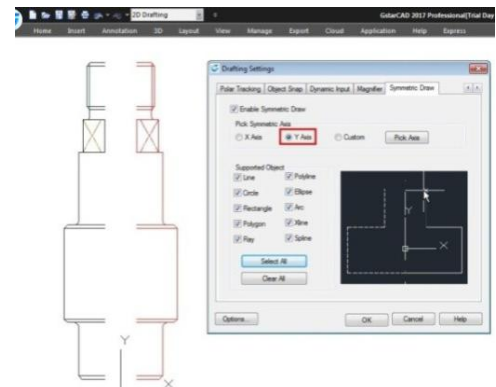 2D Drafting
GstarCAD 2017 Professional(Trial Day
Home Insert Annotation 3D Layout View Manage Export Cloud Application Help Express
Drafting Settings
Polar Tracking Object Snap Dynamic Input Magnifier Symmetric Draw
Enable Symmetric Draw
Pick Symmetric Axis
X Axis Y Axis Custom Pick Axis
Supported Object
Line Polyline
Circle Ellipse
Rectangle Arc
Polygon Xline
Ray Spline
Select All
Clear All
Y
X
Options... OK Cancel Help
Y
X